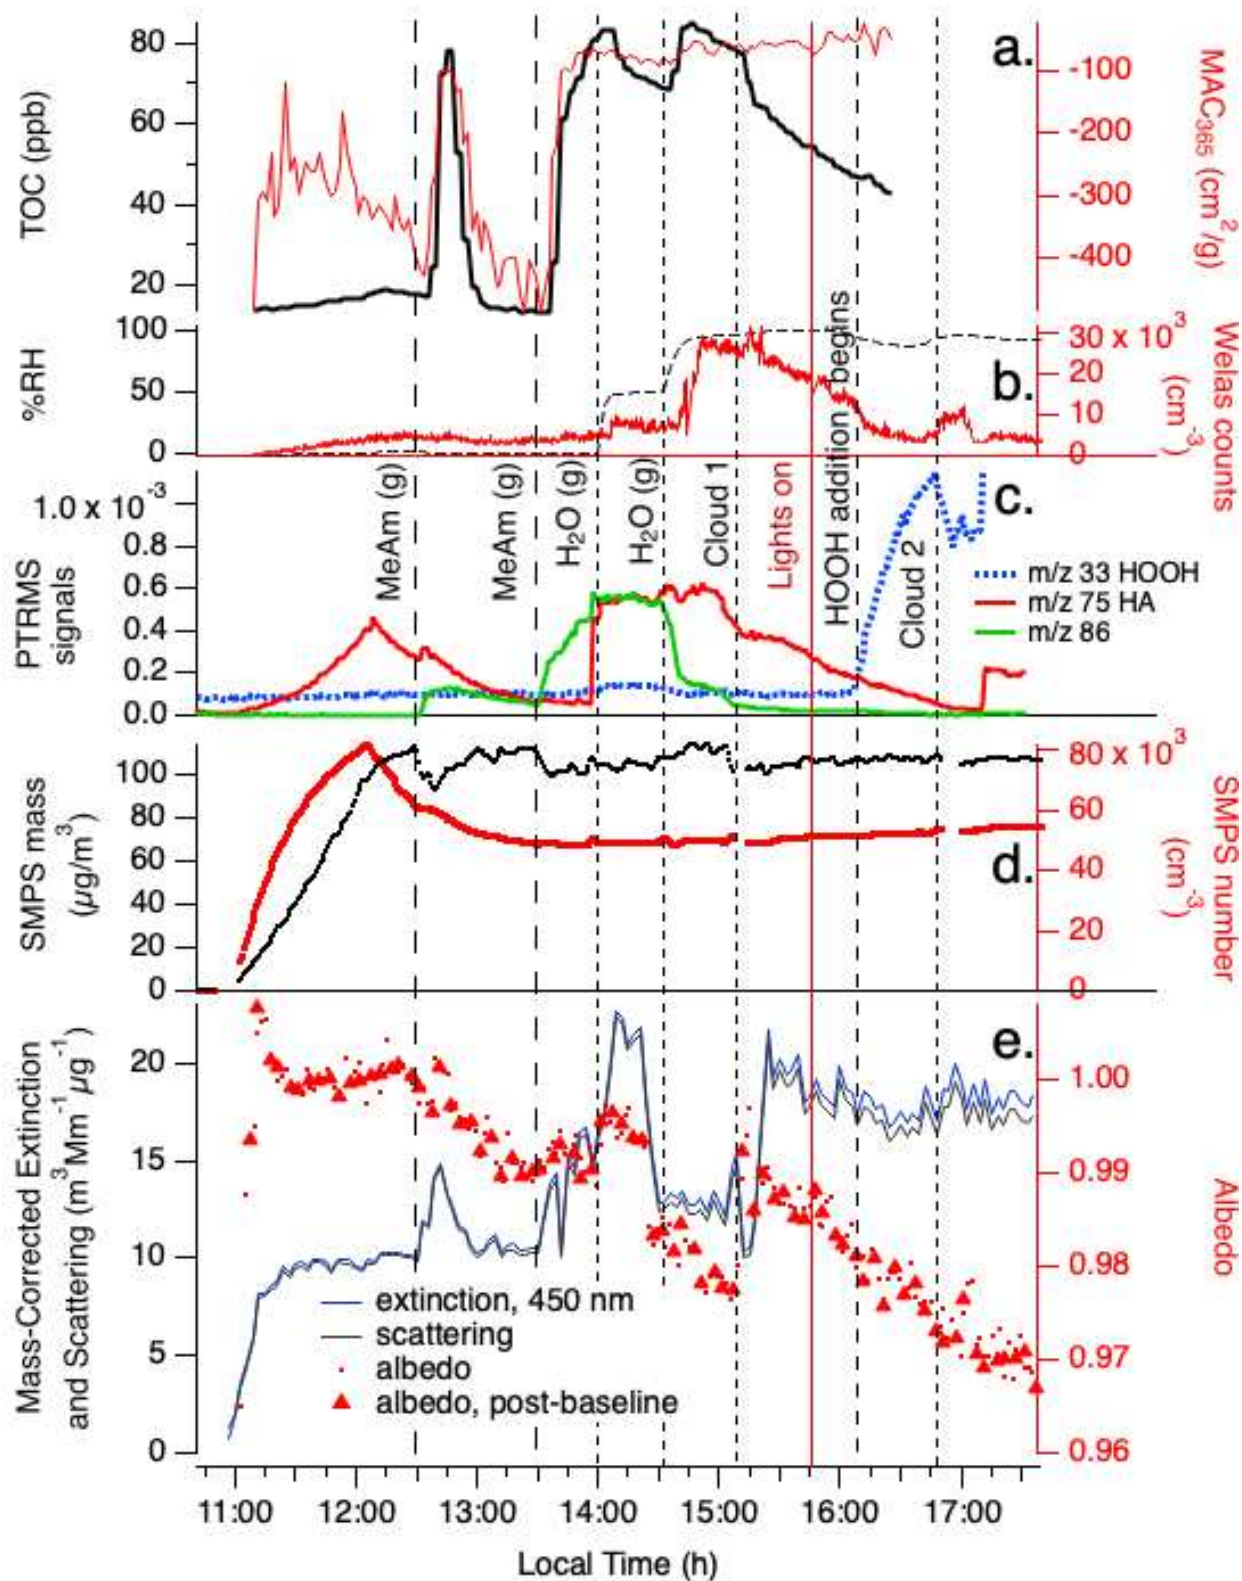 a.
TOC (ppb)
80
60
40
20
-100
-200
-300
-400
MAC365 (cm²/g)
b.
%RH
100
50
0
30 x 10³
20
10
0
Welas counts
(cm⁻³)
c.
PTRMS
signals
1.0 x 10⁻³
0.8
0.6
0.4
0.2
0.0
MeAm (g)
MeAm (g)
H₂O (g)
H₂O (g)
Cloud 1
Lights on
HOOH addition begins
Cloud 2
m/z 33 HOOH
m/z 75 HA
m/z 86
d.
SMPS mass
(µg/m³)
100
80
60
40
20
0
80 x 10³
60
40
20
0
SMPS number
(cm⁻³)
e.
Mass-Corrected Extinction
and Scattering (m³ Mm⁻¹ µg⁻¹)
20
15
10
5
0
extinction, 450 nm
scattering
albedo
albedo, post-baseline
1.00
0.99
0.98
0.97
0.96
Albedo
11:00 12:00 13:00 14:00 15:00 16:00 17:00
Local Time (h)